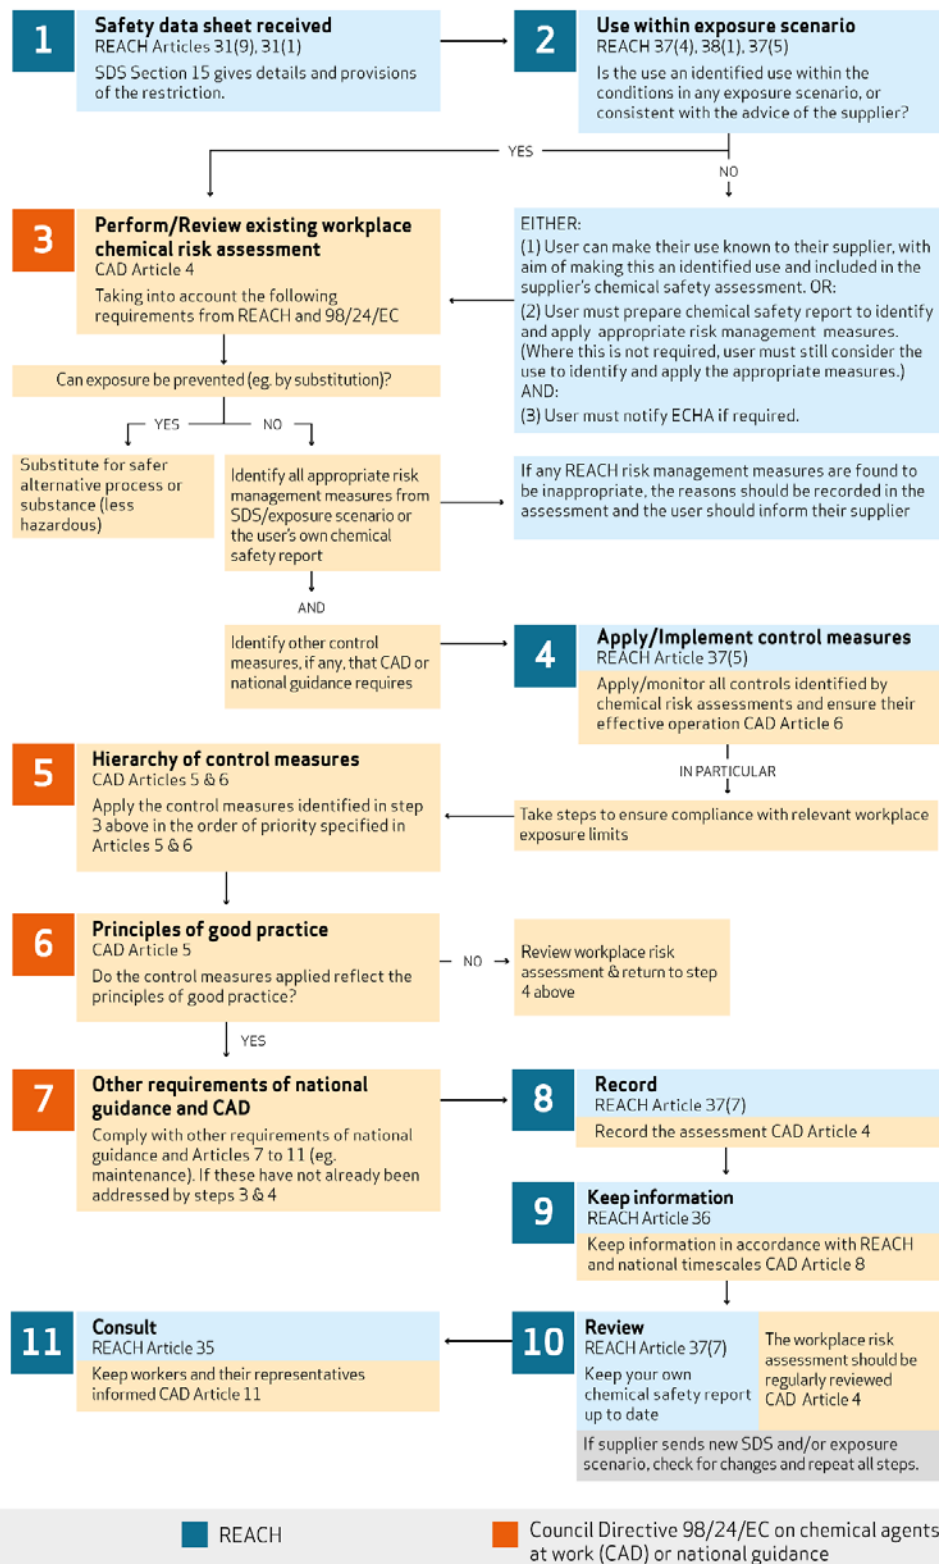 1
Safety data sheet received
REACH Articles 31(9), 31(1)
SDS Section 15 gives details and provisions
of the restriction.
2
Use within exposure scenario
REACH 37(4), 38(1), 37(5)
Is the use an identified use within the
conditions in any exposure scenario, or
consistent with the advice of the supplier?
YES
NO
3
Perform/Review existing workplace
chemical risk assessment
CAD Article 4
Taking into account the following
requirements from REACH and 98/24/EC
EITHER:
(1) User can make their use known to their supplier, with
aim of making this an identified use and included in the
supplier's chemical safety assessment. OR:
(2) User must prepare chemical safety report to identify
and apply appropriate risk management measures.
(Where this is not required, user must still consider the
use to identify and apply the appropriate measures.)
AND:
(3) User must notify ECHA if required.
Can exposure be prevented (eg. by substitution)?
YES
NO
Substitute for safer
alternative process or
substance (less
hazardous)
Identify all appropriate risk
management measures from
SDS/exposure scenario or
the user's own chemical
safety report
If any REACH risk management measures are found to
be inappropriate, the reasons should be recorded in the
assessment and the user should inform their supplier
AND
Identify other control
measures, if any, that CAD or
national guidance requires
4
Apply/Implement control measures
REACH Article 37(5)
Apply/monitor all controls identified by
chemical risk assessments and ensure their
effective operation CAD Article 6
IN PARTICULAR
Take steps to ensure compliance with relevant workplace
exposure limits
5
Hierarchy of control measures
CAD Articles 5 & 6
Apply the control measures identified in step
3 above in the order of priority specified in
Articles 5 & 6
6
Principles of good practice
CAD Article 5
Do the control measures applied reflect the
principles of good practice?
NO
Review workplace risk
assessment & return to step
4 above
YES
7
Other requirements of national
guidance and CAD
Comply with other requirements of national
guidance and Articles 7 to 11 (eg.
maintenance). If these have not already been
addressed by steps 3 & 4
8
Record
REACH Article 37(7)
Record the assessment CAD Article 4
9
Keep information
REACH Article 36
Keep information in accordance with REACH
and national timescales CAD Article 8
10
Review
REACH Article 37(7)
Keep your own
chemical safety report
up to date
The workplace risk
assessment should be
regularly reviewed
CAD Article 4
If supplier sends new SDS and/or exposure
scenario, check for changes and repeat all steps.
11
Consult
REACH Article 35
Keep workers and their representatives
informed CAD Article 11
REACH
Council Directive 98/24/EC on chemical agents
at work (CAD) or national guidance